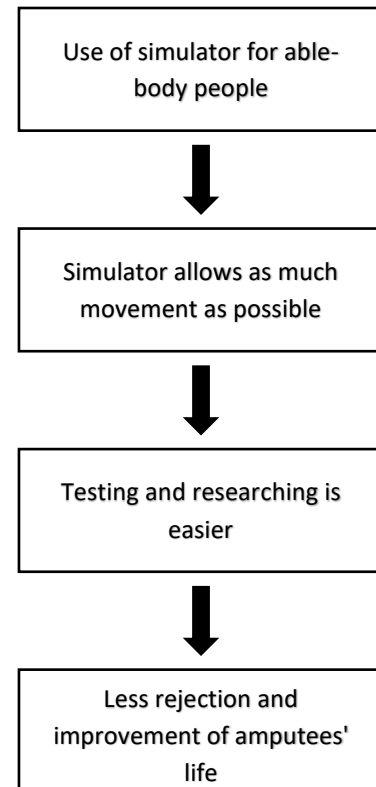 Use of simulator for able-
body people
Simulator allows as much
movement as possible
Testing and researching is
easier
Less rejection and
improvement of amputees'
life